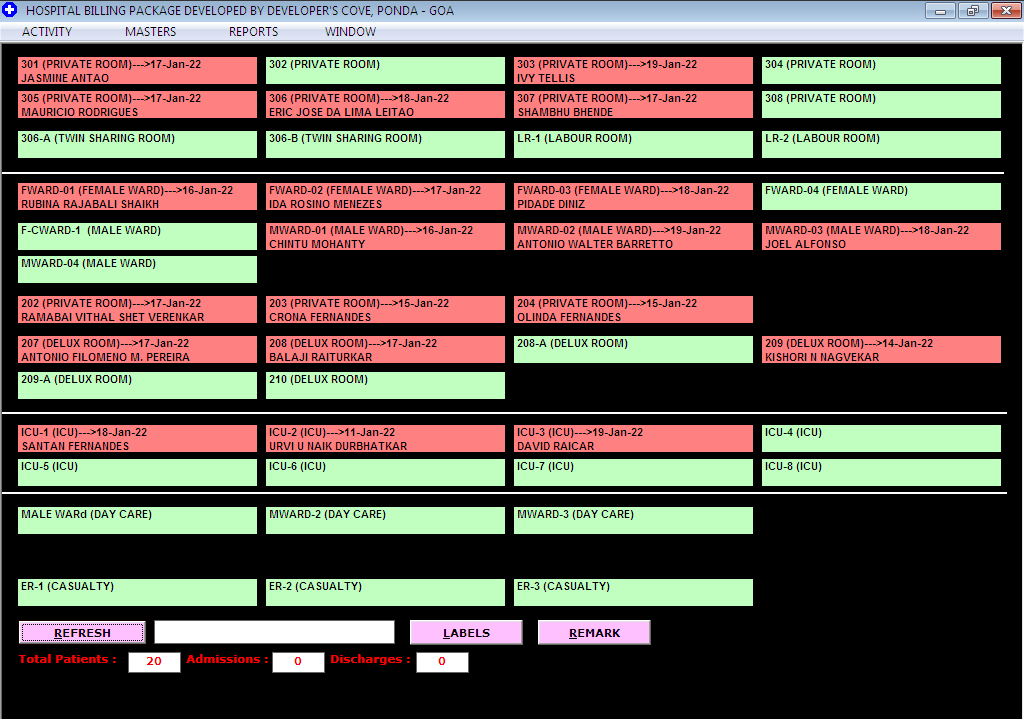 HOSPITAL BILLING PACKAGE DEVELOPED BY DEVELOPER'S COVE, PONDA - GOA
ACTIVITY MASTERS REPORTS WINDOW
301 (PRIVATE ROOM)--->17-Jan-22
JASMINE ANTAO
302 (PRIVATE ROOM)
303 (PRIVATE ROOM)--->19-Jan-22
IVY TELLIS
304 (PRIVATE ROOM)
305 (PRIVATE ROOM)--->17-Jan-22
MAURICIO RODRIGUES
306 (PRIVATE ROOM)--->18-Jan-22
ERIC JOSE DA LIMA LEITAO
307 (PRIVATE ROOM)--->17-Jan-22
SHAMBHU BHENDE
308 (PRIVATE ROOM)
306-A (TWIN SHARING ROOM)
306-B (TWIN SHARING ROOM)
LR-1 (LABOUR ROOM)
LR-2 (LABOUR ROOM)
FWARD-01 (FEMALE WARD)--->16-Jan-22
RUBINA RAJABALI SHAIKH
FWARD-02 (FEMALE WARD)--->17-Jan-22
IDA ROSINO MENEZES
FWARD-03 (FEMALE WARD)--->18-Jan-22
PIDADE DINIZ
FWARD-04 (FEMALE WARD)
F-CWARD-1 (MALE WARD)
MWARD-01 (MALE WARD)--->16-Jan-22
CHINTU MOHANTY
MWARD-02 (MALE WARD)--->19-Jan-22
ANTONIO WALTER BARRETTO
MWARD-03 (MALE WARD)--->18-Jan-22
JOEL ALFONSO
MWARD-04 (MALE WARD)
202 (PRIVATE ROOM)--->17-Jan-22
RAMABAI VITHAL SHET VERENKAR
203 (PRIVATE ROOM)--->15-Jan-22
CRONA FERNANDES
204 (PRIVATE ROOM)--->15-Jan-22
OLINDA FERNANDES
207 (DELUX ROOM)--->17-Jan-22
ANTONIO FILOMENO M. PEREIRA
208 (DELUX ROOM)--->17-Jan-22
BALAJI RAITURKAR
208-A (DELUX ROOM)
209 (DELUX ROOM)--->14-Jan-22
KISHORI N NAGVEKAR
209-A (DELUX ROOM)
210 (DELUX ROOM)
ICU-1 (ICU)--->18-Jan-22
SANTAN FERNANDES
ICU-2 (ICU)--->11-Jan-22
URVI U NAIK DURBHATKAR
ICU-3 (ICU)--->19-Jan-22
DAVID RAICAR
ICU-4 (ICU)
ICU-5 (ICU)
ICU-6 (ICU)
ICU-7 (ICU)
ICU-8 (ICU)
MALE WARd (DAY CARE)
MWARD-2 (DAY CARE)
MWARD-3 (DAY CARE)
ER-1 (CASUALTY)
ER-2 (CASUALTY)
ER-3 (CASUALTY)
REFRESH LABELS REMARK
Total Patients : 20 Admissions : 0 Discharges : 0